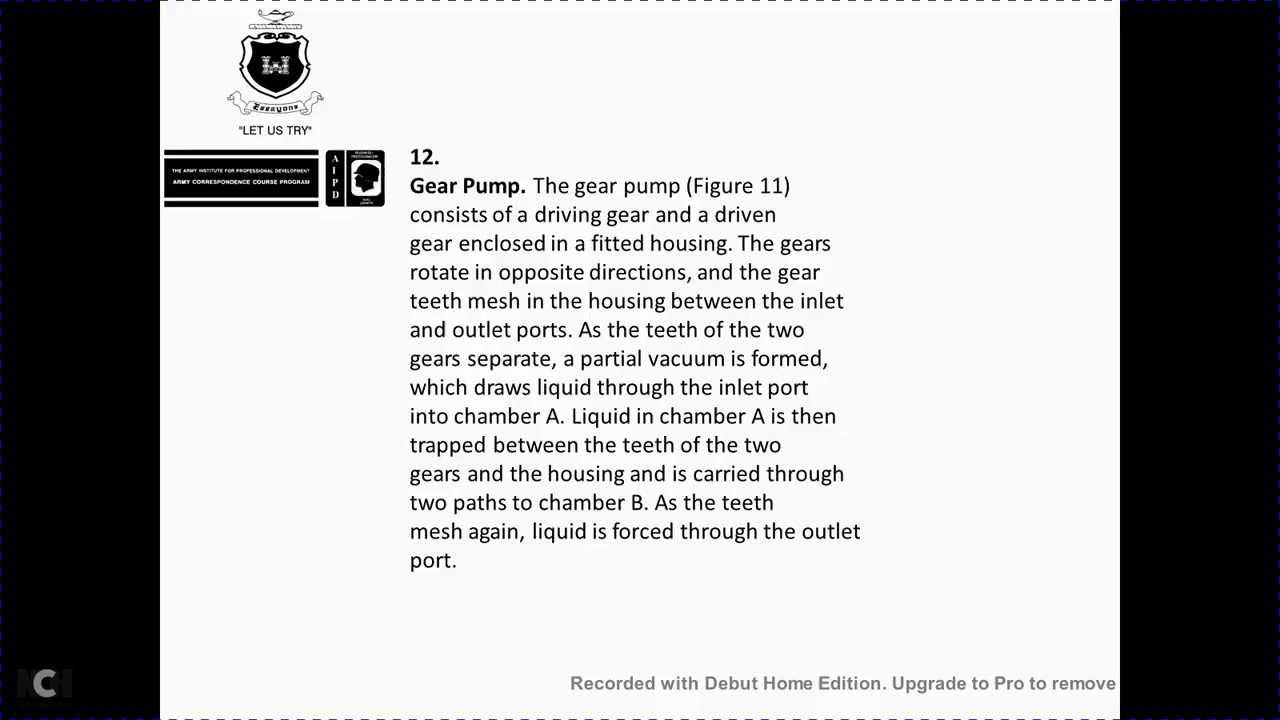 Essayons
"LET US TRY"
THE ARMY INSTITUTE FOR PROFESSIONAL DEVELOPMENT
ARMY CORRESPONDENCE COURSE PROGRAM
A
I
P
D
READINESS /
PROFESSIONALISM
12.
Gear Pump. The gear pump (Figure 11)
consists of a driving gear and a driven
gear enclosed in a fitted housing. The gears
rotate in opposite directions, and the gear
teeth mesh in the housing between the inlet
and outlet ports. As the teeth of the two
gears separate, a partial vacuum is formed,
which draws liquid through the inlet port
into chamber A. Liquid in chamber A is then
trapped between the teeth of the two
gears and the housing and is carried through
two paths to chamber B. As the teeth
mesh again, liquid is forced through the outlet
port.
NCH
Recorded with Debut Home Edition. Upgrade to Pro to remove